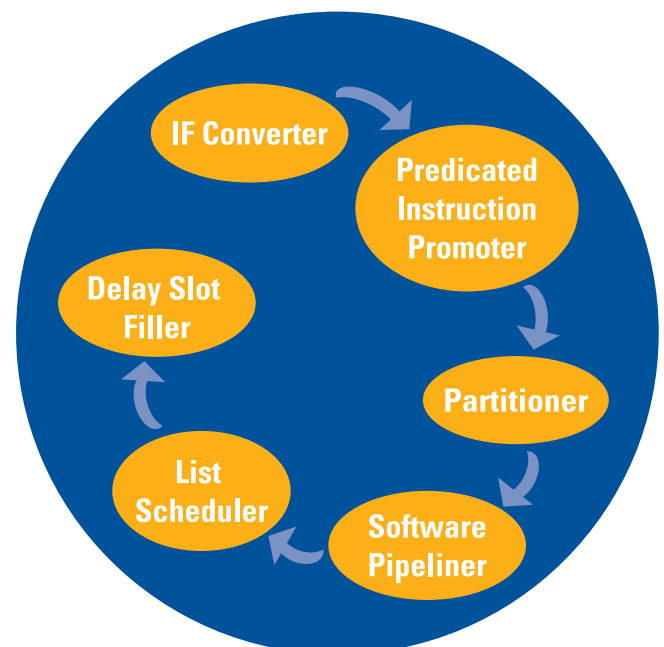 IF Converter
Predicated
Instruction
Promoter
Partitioner
Software
Pipeliner
List
Scheduler
Delay Slot
Filler